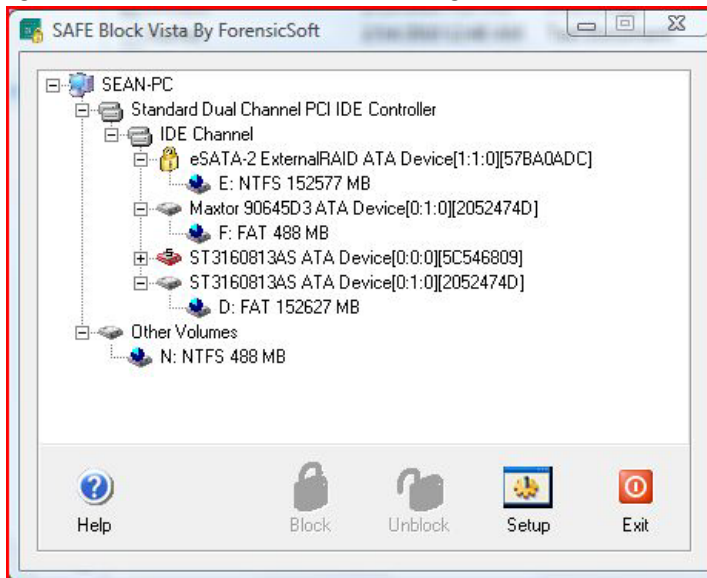 SAFE Block Vista By ForensicSoft
SEAN-PC
Standard Dual Channel PCI IDE Controller
IDE Channel
eSATA-2 ExternalRAID ATA Device[1:1:0][57BA0ADC]
E: NTFS 152577 MB
Maxtor 90645D3 ATA Device[0:1:0][2052474D]
F: FAT 488 MB
ST3160813AS ATA Device[0:0:0][5C546809]
ST3160813AS ATA Device[0:1:0][2052474D]
D: FAT 152627 MB
Other Volumes
N: NTFS 488 MB
Help Block Unblock Setup Exit